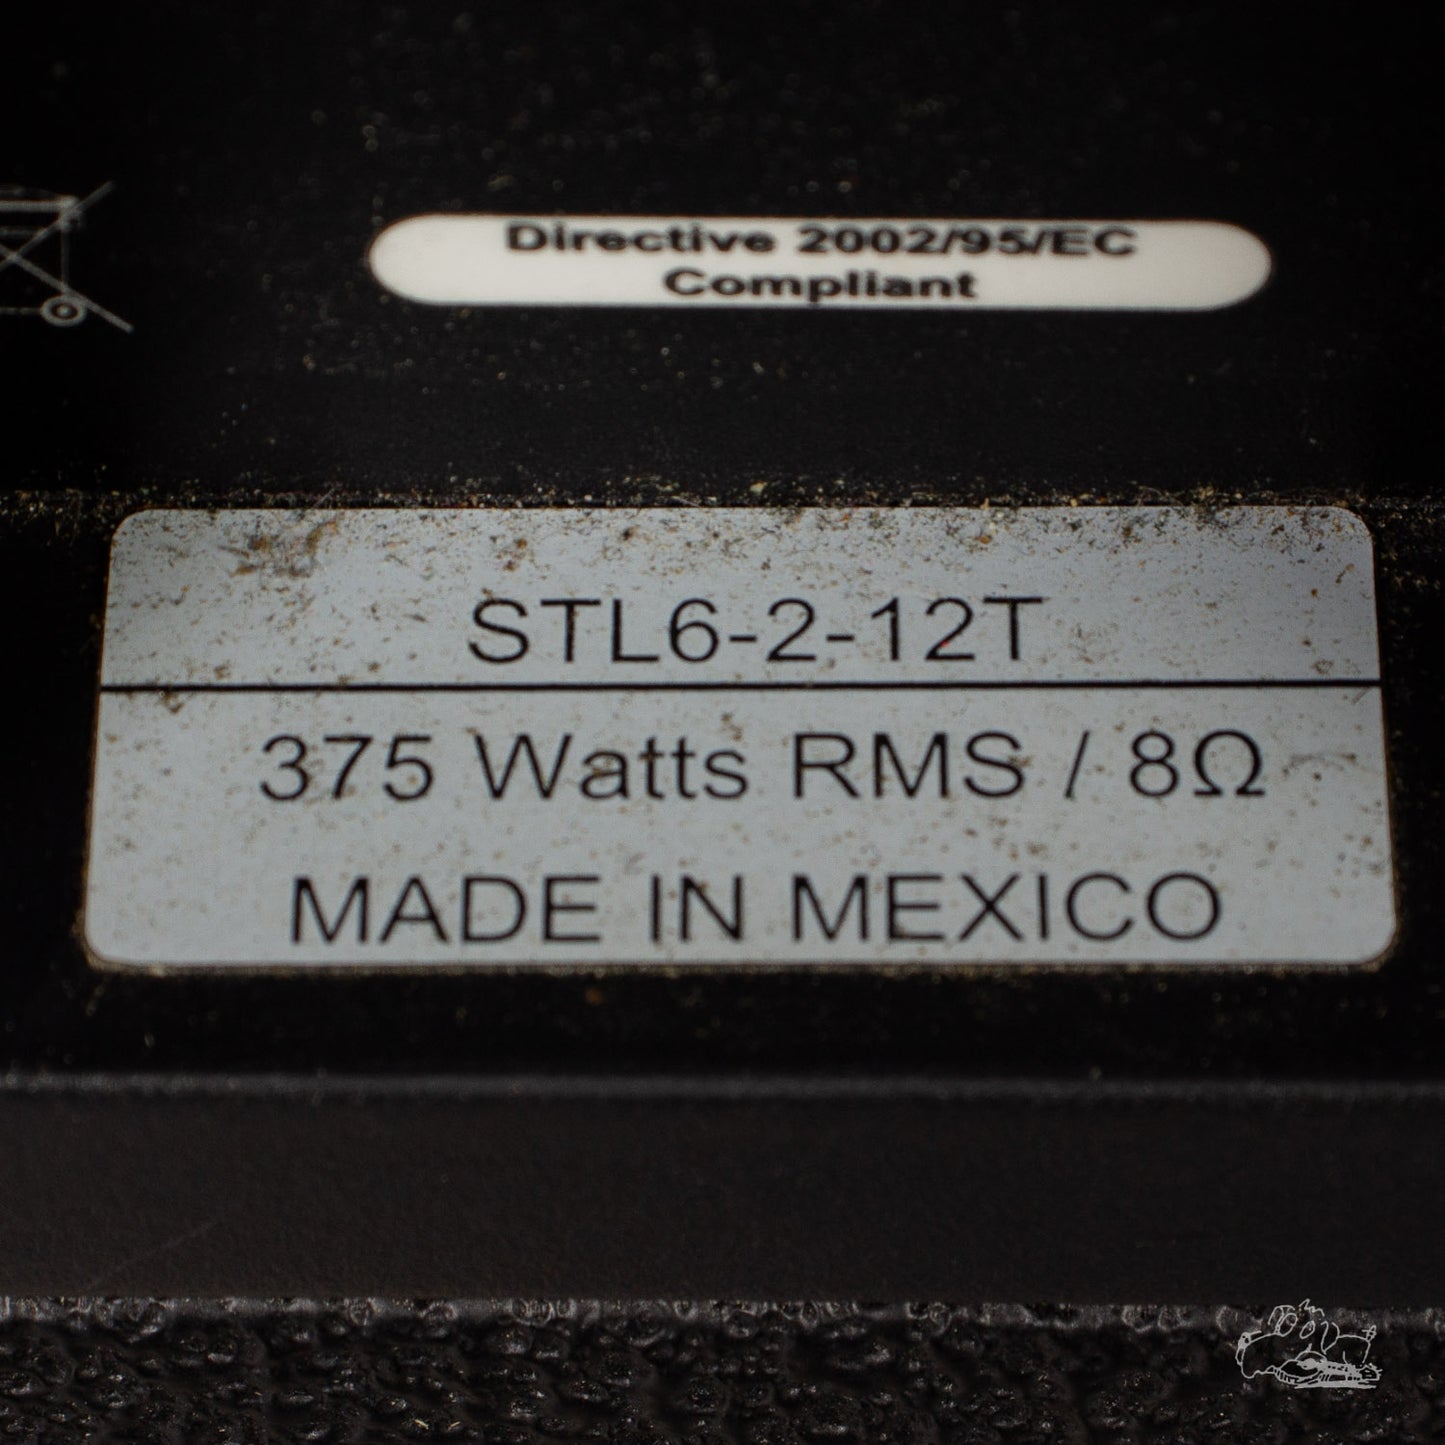 Directive 2002/95/EC
Compliant
STL6-2-12T
375 Watts RMS / 8Ω
MADE IN MEXICO